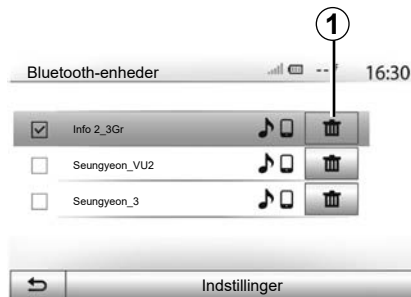 1
Bluetooth-enheder --° 16:30
Info 2_3Gr
Seungyeon_VU2
Seungyeon_3
Indstillinger